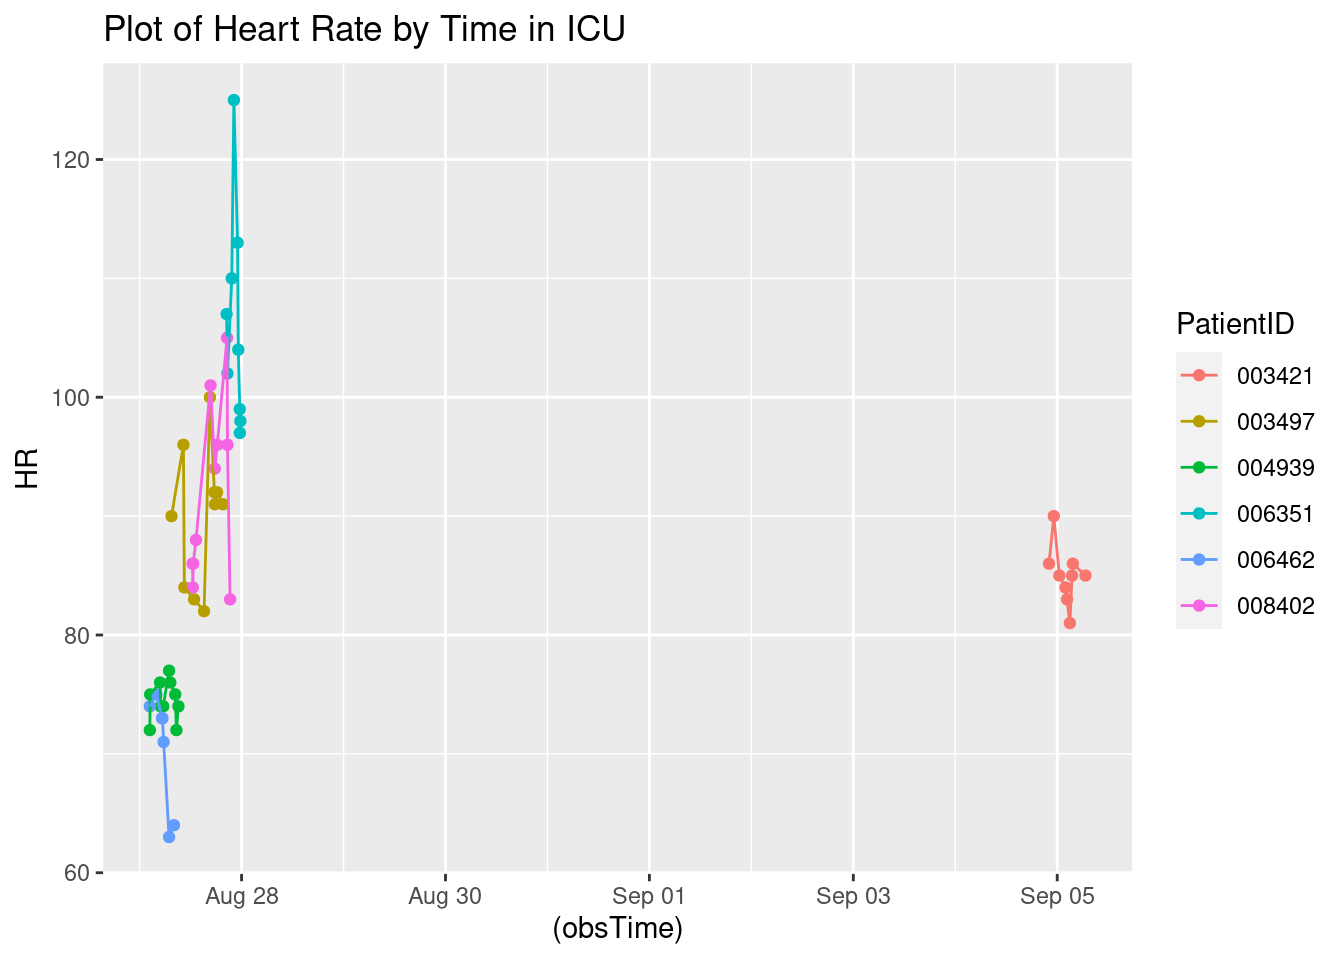 Plot of Heart Rate by Time in ICU
HR
120
100
80
60
Aug 28 Aug 30 Sep 01 Sep 03 Sep 05
(obsTime)
PatientID
003421
003497
004939
006351
006462
008402